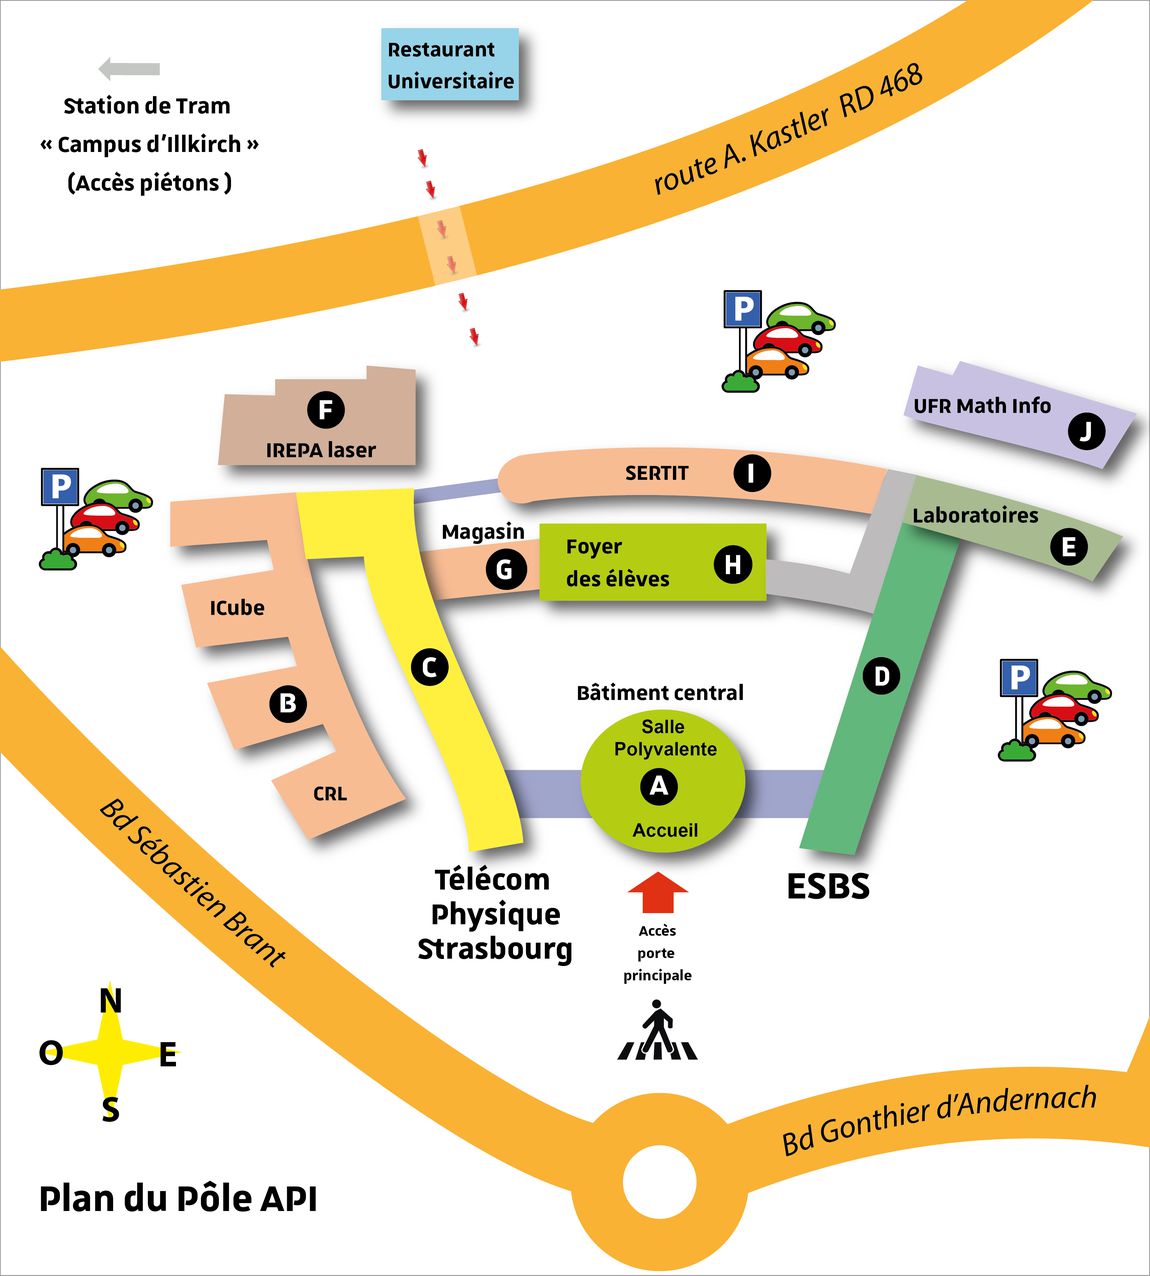 Restaurant
Universitaire
Station de Tram
« Campus d'Illkirch »
(Accès piétons )
route A. Kastler RD 468
P
F
IREPA laser
UFR Math Info
J
P
SERTIT
I
Laboratoires
E
Magasin
G
Foyer
des élèves
H
ICube
C
D
P
B
Bâtiment central
Salle
Polyvalente
A
Accueil
CRL
Bd Sébastien Brant
Télécom
Physique
Strasbourg
ESBS
Accès
porte
principale
N
O
E
S
Bd Gonthier d'Andernach
Plan du Pôle API